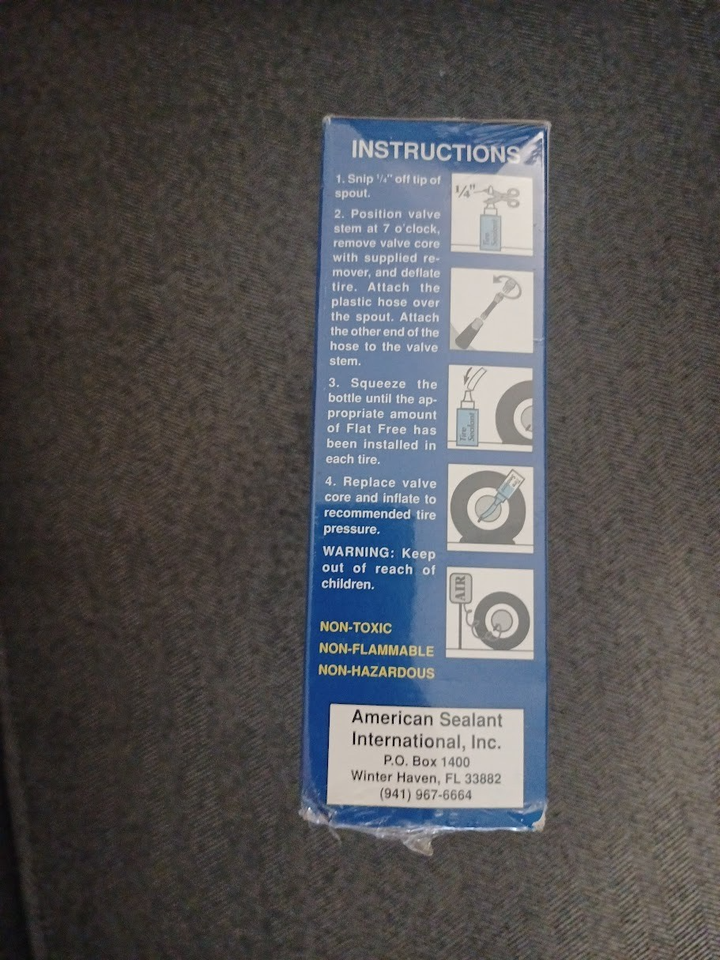 INSTRUCTIONS
1. Snip 1/4" off tip of
spout.
2. Position valve
stem at 7 o'clock,
remove valve core
with supplied re-
mover, and deflate
tire. Attach the
plastic hose over
the spout. Attach
the other end of the
hose to the valve
stem.
3. Squeeze the
bottle until the ap-
propriate amount
of Flat Free has
been installed in
each tire.
4. Replace valve
core and inflate to
recommended tire
pressure.
WARNING: Keep
out of reach of
children.
NON-TOXIC
NON-FLAMMABLE
NON-HAZARDOUS
1/4"
Tire
Sealant
Tire
Sealant
AIR
American Sealant
International, Inc.
P.O. Box 1400
Winter Haven, FL 33882
(941) 967-6664